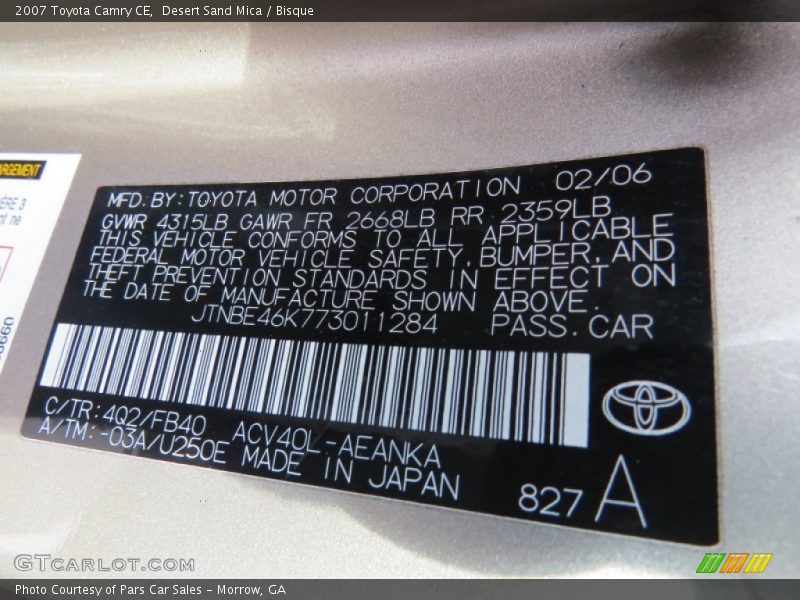 2007 Toyota Camry CE, Desert Sand Mica / Bisque
ARGEMENT
MFD. BY: TOYOTA MOTOR CORPORATION 02/06
GVWR 4315LB GAWR FR 2668LB RR 2359LB
THIS VEHICLE CONFORMS TO ALL APPLICABLE
FEDERAL MOTOR VEHICLE SAFETY, BUMPER, AND
THEFT PREVENTION STANDARDS IN EFFECT ON
THE DATE OF MANUFACTURE SHOWN ABOVE.
JTNBE46K773011284 PASS. CAR
C/TR: 4Q2/FB40 ACV40L-AEANKA
A/TM: -03A/U250E MADE IN JAPAN
827 A
GTCARLOT.COM
Photo Courtesy of Pars Car Sales - Morrow, GA